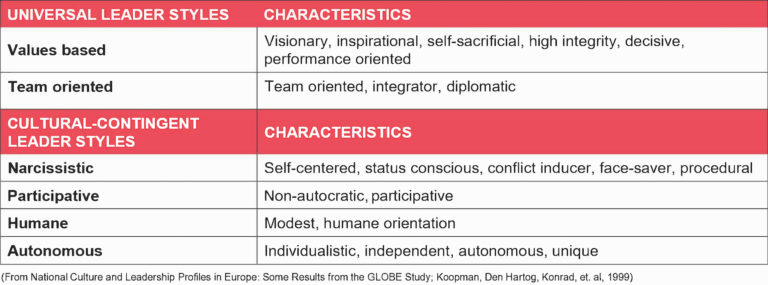 UNIVERSAL LEADER STYLES CHARACTERISTICS
Values based Visionary, inspirational, self-sacrificial, high integrity, decisive,
performance oriented
Team oriented Team oriented, integrator, diplomatic
CULTURAL-CONTINGENT
LEADER STYLES CHARACTERISTICS
Narcissistic Self-centered, status conscious, conflict inducer, face-saver, procedural
Participative Non-autocratic, participative
Humane Modest, humane orientation
Autonomous Individualistic, independent, autonomous, unique
(From National Culture and Leadership Profiles in Europe: Some Results from the GLOBE Study; Koopman, Den Hartog, Konrad, et. al, 1999)